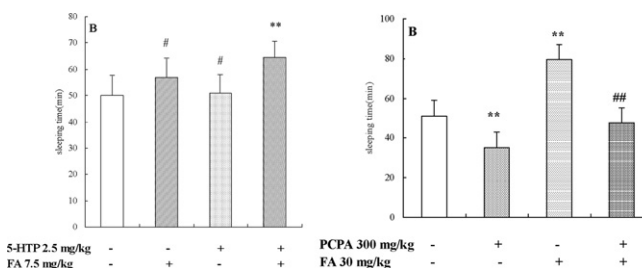 B
80
70
60
50
40
30
20
10
0
sleeping time(min)
#
#
**
5-HTP 2.5 mg/kg - - + +
FA 7.5 mg/kg - + - +
B
100
80
60
40
20
0
sleeping time(min)
**
**
##
PCPA 300 mg/kg - + - +
FA 30 mg/kg - - + +